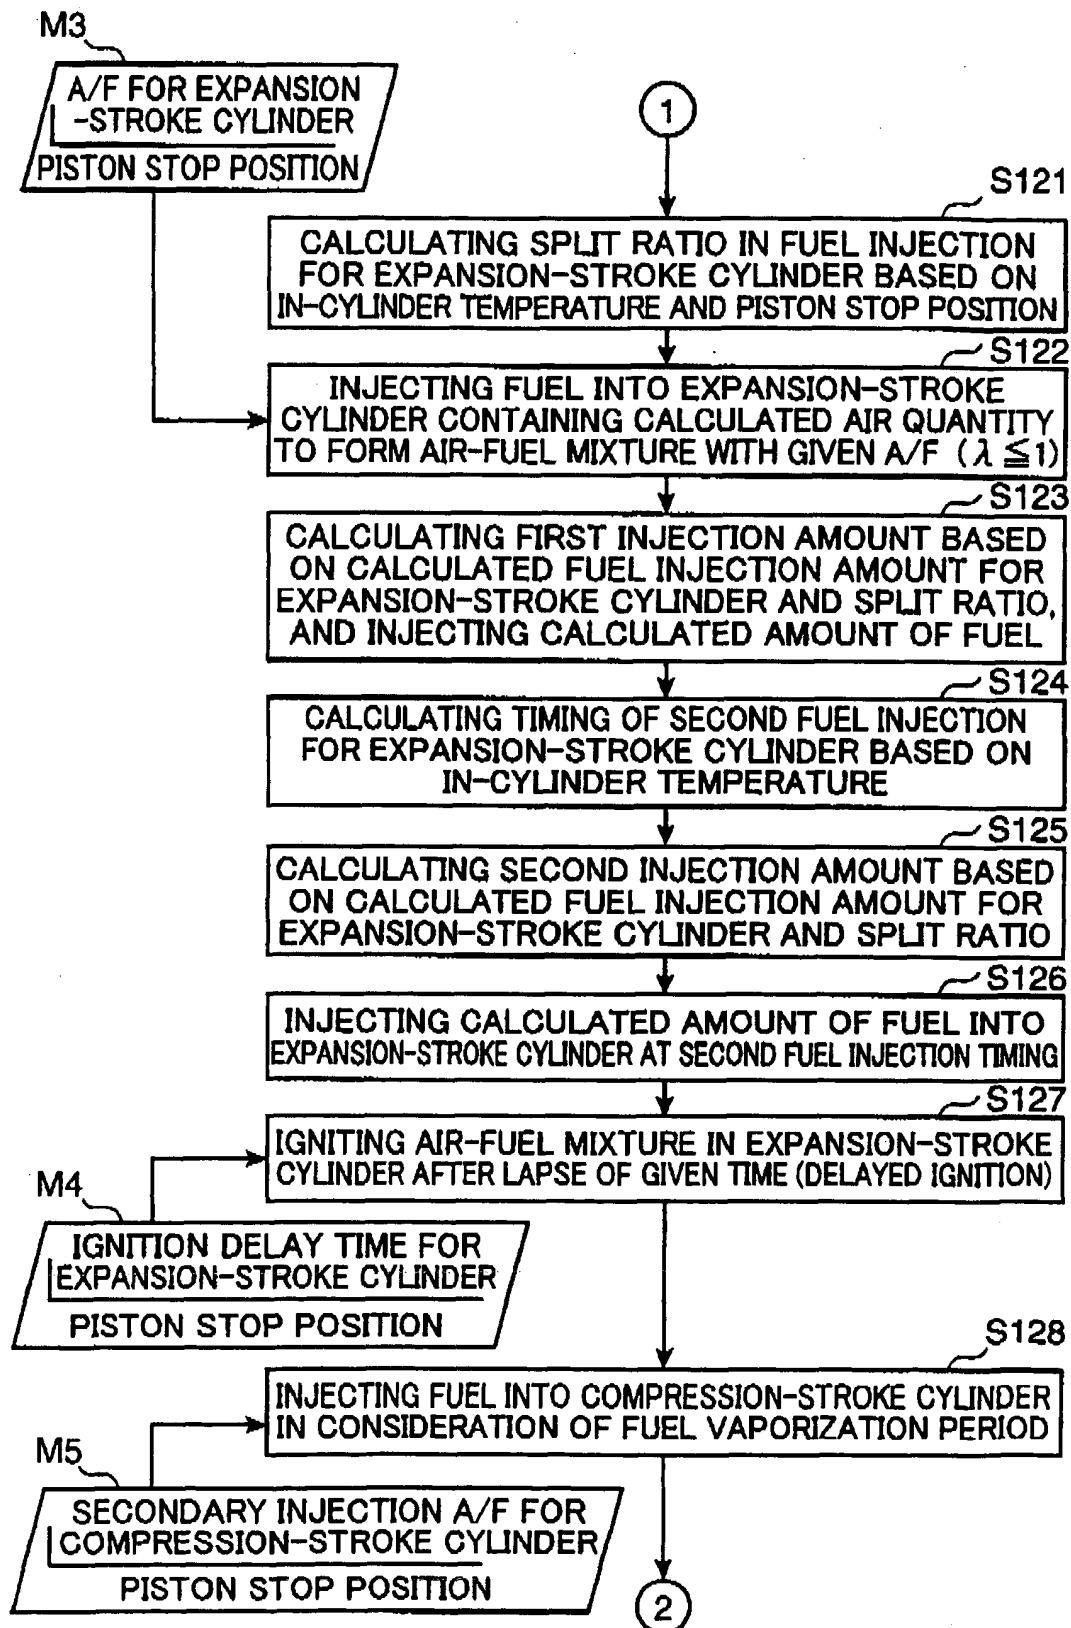 M3
A/F FOR EXPANSION
-STROKE CYLINDER
PISTON STOP POSITION
1
S121
CALCULATING SPLIT RATIO IN FUEL INJECTION
FOR EXPANSION-STROKE CYLINDER BASED ON
IN-CYLINDER TEMPERATURE AND PISTON STOP POSITION
S122
INJECTING FUEL INTO EXPANSION-STROKE
CYLINDER CONTAINING CALCULATED AIR QUANTITY
TO FORM AIR-FUEL MIXTURE WITH GIVEN A/F (λ≦1)
S123
CALCULATING FIRST INJECTION AMOUNT BASED
ON CALCULATED FUEL INJECTION AMOUNT FOR
EXPANSION-STROKE CYLINDER AND SPLIT RATIO,
AND INJECTING CALCULATED AMOUNT OF FUEL
S124
CALCULATING TIMING OF SECOND FUEL INJECTION
FOR EXPANSION-STROKE CYLINDER BASED ON
IN-CYLINDER TEMPERATURE
S125
CALCULATING SECOND INJECTION AMOUNT BASED
ON CALCULATED FUEL INJECTION AMOUNT FOR
EXPANSION-STROKE CYLINDER AND SPLIT RATIO
S126
INJECTING CALCULATED AMOUNT OF FUEL INTO
EXPANSION-STROKE CYLINDER AT SECOND FUEL INJECTION TIMING
S127
IGNITING AIR-FUEL MIXTURE IN EXPANSION-STROKE
CYLINDER AFTER LAPSE OF GIVEN TIME (DELAYED IGNITION)
M4
IGNITION DELAY TIME FOR
EXPANSION-STROKE CYLINDER
PISTON STOP POSITION
S128
INJECTING FUEL INTO COMPRESSION-STROKE CYLINDER
IN CONSIDERATION OF FUEL VAPORIZATION PERIOD
M5
SECONDARY INJECTION A/F FOR
COMPRESSION-STROKE CYLINDER
PISTON STOP POSITION
2